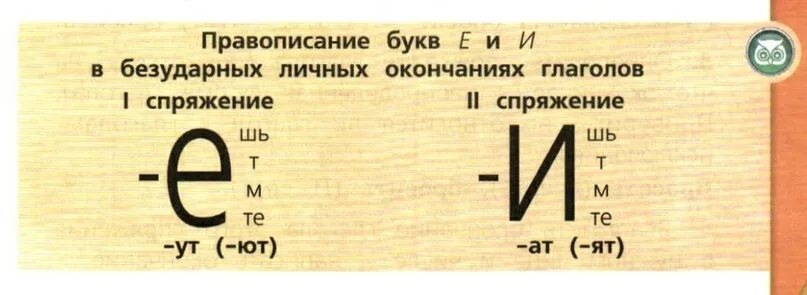 Правописание букв Е и И
в безударных личных окончаниях глаголов
I спряжение II спряжение
-е шь -и шь
т т
м м
те те
-ут (-ют) -ат (-ят)